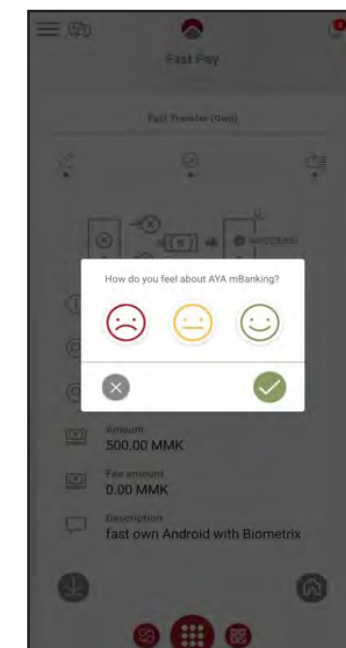 Fast Pay
Fast Transfer (Own)
SUCCESS!
How do you feel about AYA mBanking?
Amount
500.00 MMK
Fee amount
0.00 MMK
Description
fast own Android with Biometrix